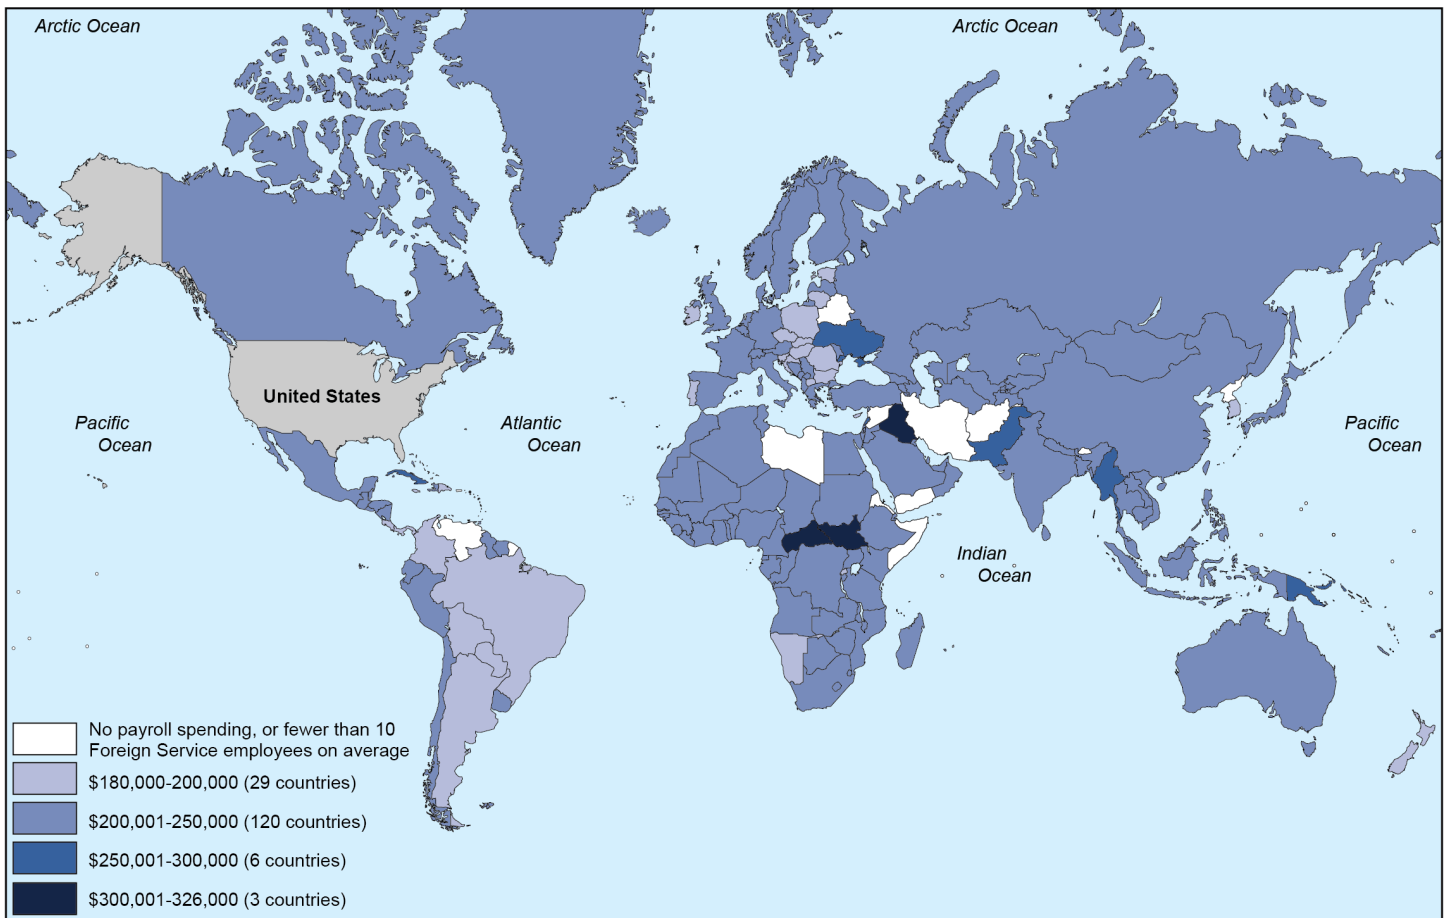 Arctic Ocean
Arctic Ocean
United States
Pacific
Ocean
Atlantic
Ocean
Pacific
Ocean
Indian
Ocean
No payroll spending, or fewer than 10
Foreign Service employees on average
$180,000-200,000 (29 countries)
$200,001-250,000 (120 countries)
$250,001-300,000 (6 countries)
$300,001-326,000 (3 countries)